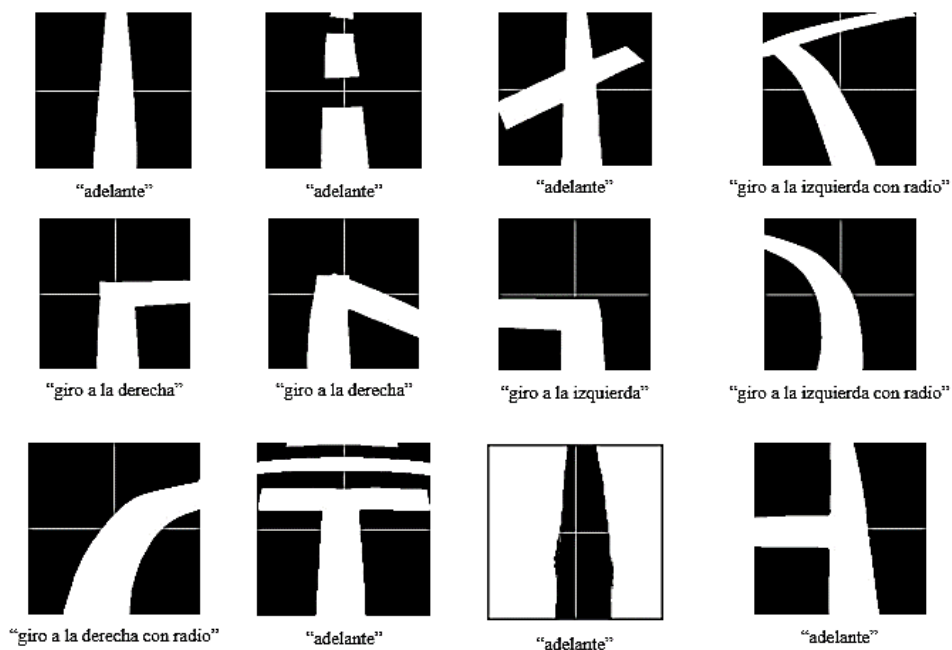 “adelante”
“adelante”
“adelante”
“giro a la izquierda con radio”
“giro a la derecha”
“giro a la derecha”
“giro a la izquierda”
“giro a la izquierda con radio”
“giro a la derecha con radio”
“adelante”
“adelante”
“adelante”